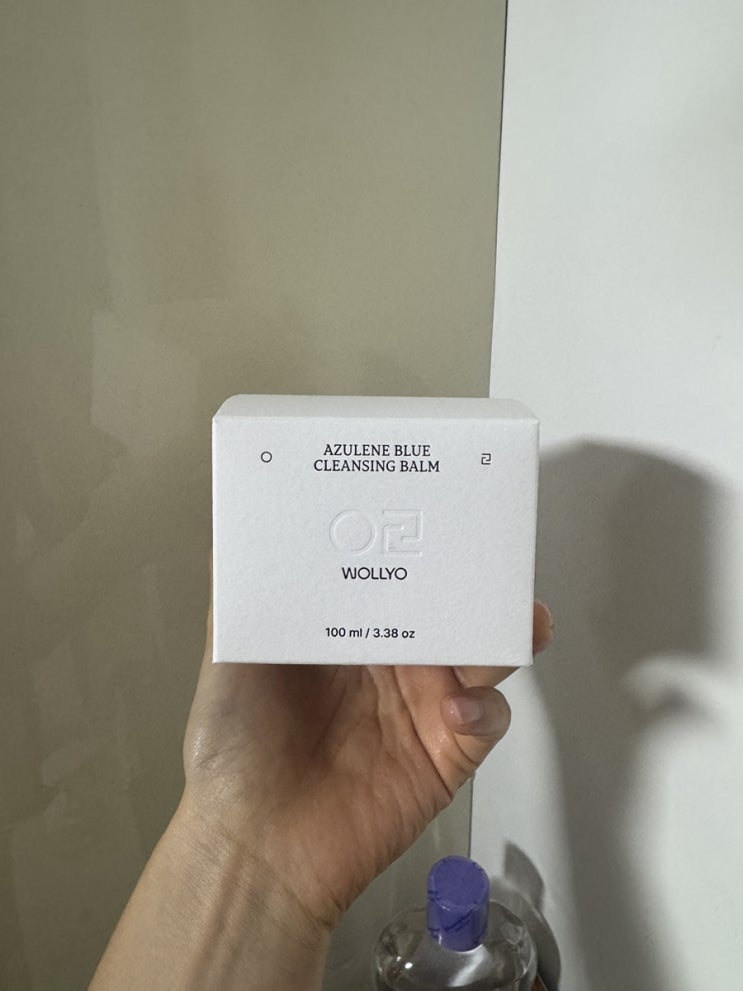 AZULENE BLUE
CLEANSING BALM
WOLLYO
100 ml / 3.38 oz